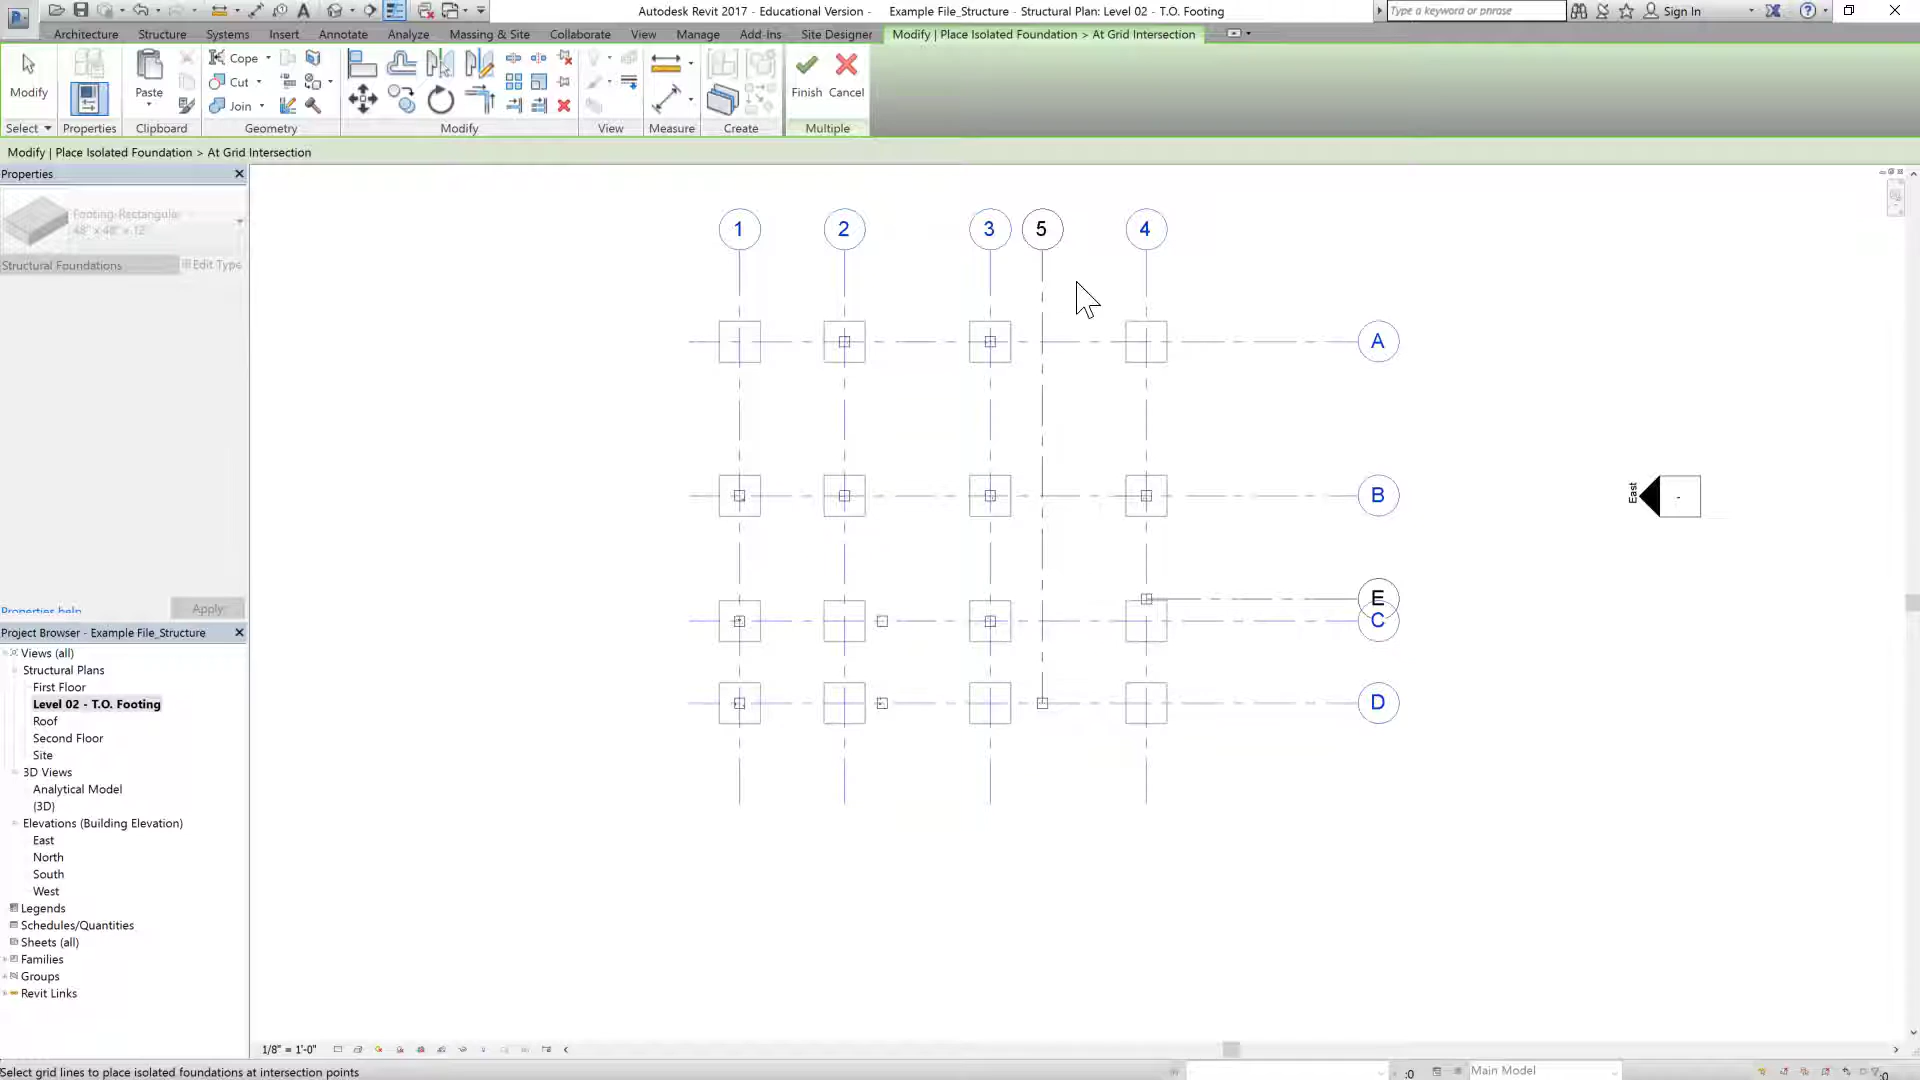 Autodesk Revit 2017 - Educational Version - Example File_Structure - Structural Plan: Level 02 - T.O. Footing
Type a keyword or phrase
Sign In
Architecture Structure Systems Insert Annotate Analyze Massing & Site Collaborate View Manage Add-Ins Site Designer Modify | Place Isolated Foundation > At Grid Intersection
Modify
Paste
Cope
Cut
Join
Finish Cancel
Select Properties Clipboard Geometry Modify View Measure Create Multiple
Modify | Place Isolated Foundation > At Grid Intersection
Properties
Footing-Rectangular
48" x 48" x 12"
Structural Foundations Edit Type
Properties help Apply
Project Browser - Example File_Structure
Views (all)
Structural Plans
First Floor
Level 02 - T.O. Footing
Roof
Second Floor
Site
3D Views
Analytical Model
{3D}
Elevations (Building Elevation)
East
North
South
West
Legends
Schedules/Quantities
Sheets (all)
Families
Groups
Revit Links
1 2 3 5 4
A
B
East
E
C
D
1/8" = 1'-0"
Select grid lines to place isolated foundations at intersection points
:0
Main Model
:0